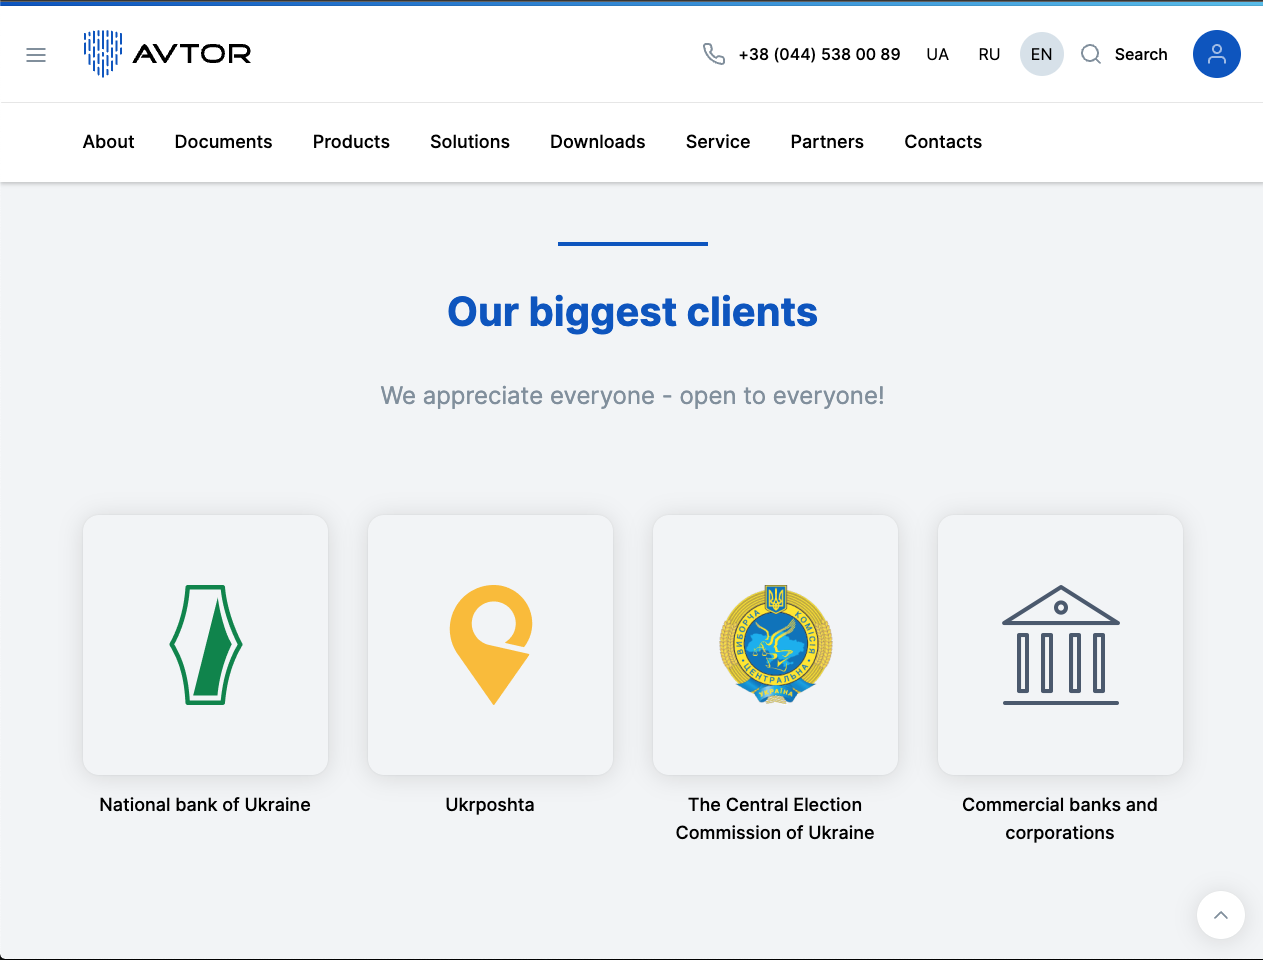 AVTOR
+38 (044) 538 00 89
UA
RU
EN
Search
About
Documents
Products
Solutions
Downloads
Service
Partners
Contacts
Our biggest clients
We appreciate everyone - open to everyone!
ВИБОРЧА КОМІСІЯ
ЦЕНТРАЛЬНА
УКРАЇНА
National bank of Ukraine
Ukrposhta
The Central Election
Commission of Ukraine
Commercial banks and
corporations